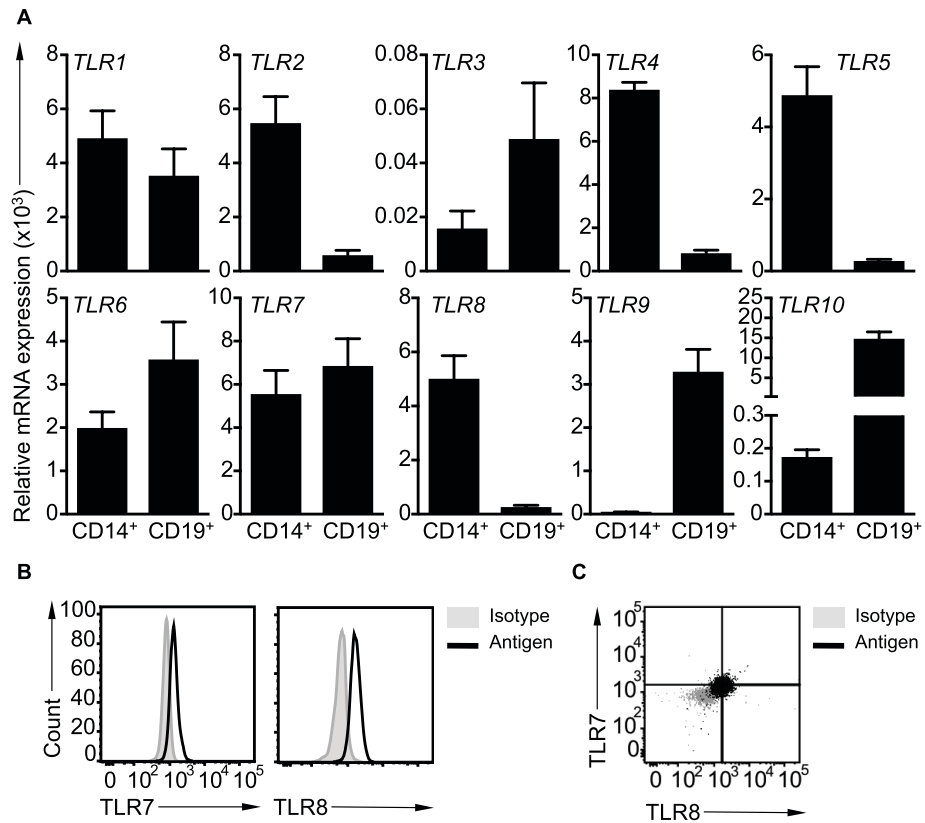 A
Relative mRNA expression (x10³)
TLR1
8
6
4
2
0
TLR2
8
6
4
2
0
TLR3
0.08
0.06
0.04
0.02
0
TLR4
10
8
6
4
2
0
TLR5
6
4
2
0
TLR6
5
4
3
2
1
0
CD14⁺ CD19⁺
TLR7
10
8
6
4
2
0
CD14⁺ CD19⁺
TLR8
8
6
4
2
0
CD14⁺ CD19⁺
TLR9
5
4
3
2
1
0
CD14⁺ CD19⁺
TLR10
25
20
15
10
5
0.3
0.2
0.1
0
CD14⁺ CD19⁺
B
Count
100
80
60
40
20
0
0 10² 10³ 10⁴ 10⁵
TLR7
TLR8
Isotype
Antigen
C
TLR7
10⁵
10⁴
10³
10²
0
0 10² 10³ 10⁴ 10⁵
TLR8
Isotype
Antigen